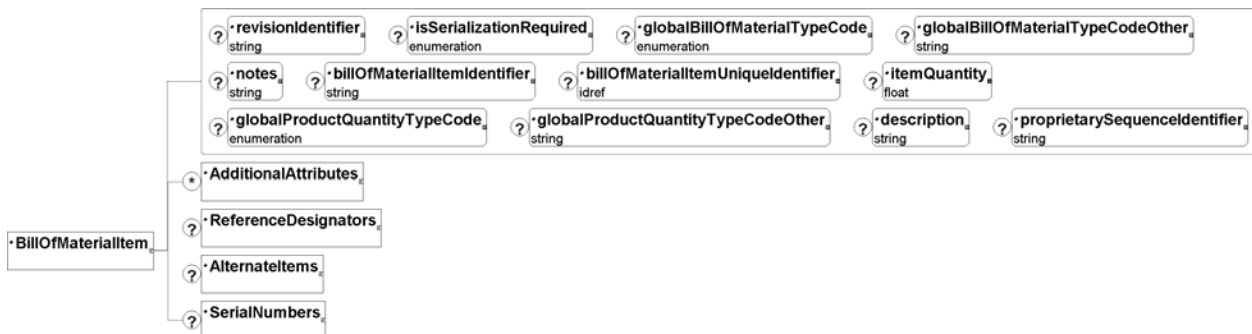 ? revisionIdentifier ? isSerializationRequired ? globalBillOfMaterialTypeCode ? globalBillOfMaterialTypeCodeOther
string enumeration enumeration string
? notes ? billOfMaterialItemIdentifier ? billOfMaterialItemUniqueIdentifier ? itemQuantity
string string idref float
? globalProductQuantityTypeCode ? globalProductQuantityTypeCodeOther ? description ? proprietarySequenceIdentifier
enumeration string string string
* AdditionalAttributes
? ReferenceDesignators
BillOfMaterialItem
? AlternateItems
? SerialNumbers